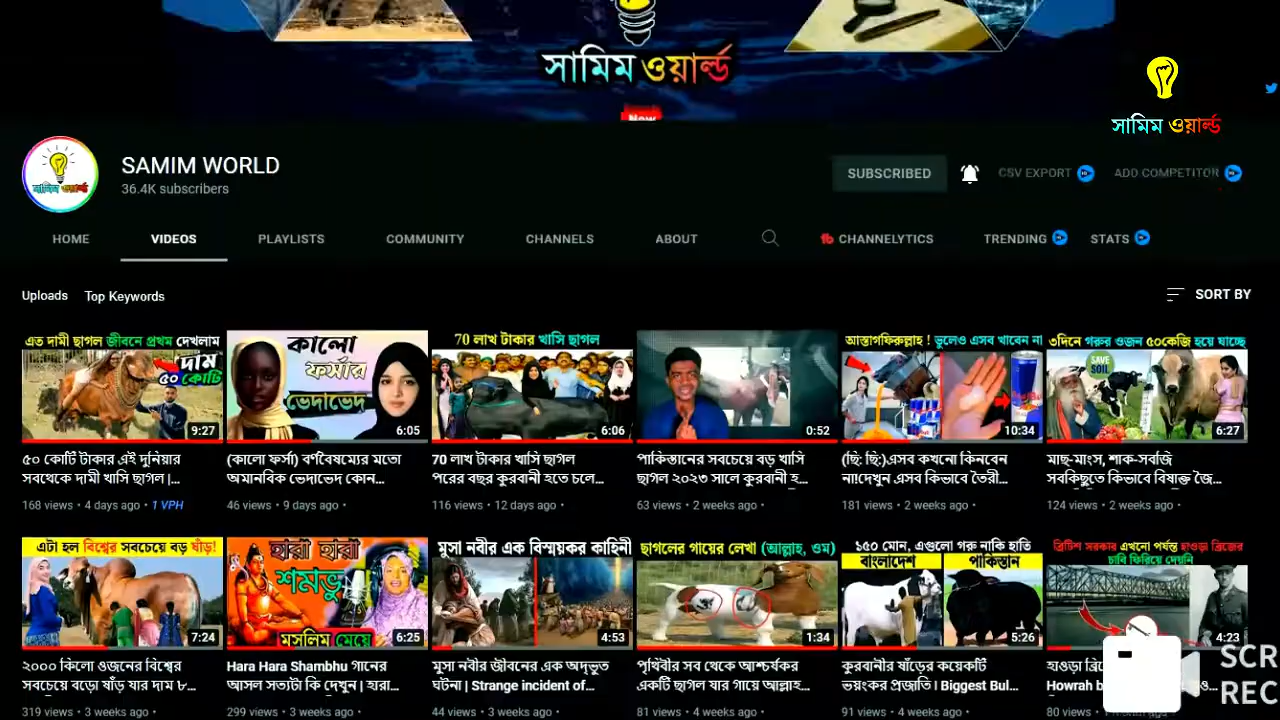 সামিম ওয়ার্ল্ড
New
সামিম ওয়ার্ল্ড
SAMIM WORLD
36.4K subscribers
SUBSCRIBED
CSV EXPORT
ADD COMPETITOR
HOME
VIDEOS
PLAYLISTS
COMMUNITY
CHANNELS
ABOUT
CHANNELYTICS
TRENDING
STATS
Uploads
Top Keywords
SORT BY
এত দামী ছাগল জীবনে প্রথম দেখলাম
দাম
৫০ কোটি
9:27
কালো
ফর্সার
ভেদাভেদ
6:05
70 লাখ টাকার খাসি ছাগল
6:06
0:52
আস্তাগফিরুল্লাহ ! ভুলেও এসব খাবেন না
10:34
৩দিনে গরুর ওজন ৫০কেজি হয়ে যাচ্ছে
SAVE
SOIL
6:27
৫০ কোটি টাকার এই দুনিয়ার
সবথেকে দামী খাসি ছাগল |...
(কালো ফর্সা) বর্ণবৈষম্যের মতো
অমানবিক ভেদাভেদ কোন...
70 লাখ টাকার খাসি ছাগল
পরের বছর কুরবানী হতে চলে...
পাকিস্তানের সবচেয়ে বড় খাসি
ছাগল ২০২৩ সালে কুরবানী হ...
(ছি: ছি:)এসব কখনো কিনবেন
না!দেখুন এসব কিভাবে তৈরী...
মাছ-মাংস, শাক-সবজি
সবকিছুতে কিভাবে বিষাক্ত জৈ...
168 views • 4 days ago • 1 VPH
46 views • 9 days ago •
116 views • 12 days ago •
63 views • 2 weeks ago •
181 views • 2 weeks ago •
124 views • 2 weeks ago •
এটা হল বিশ্বের সবচেয়ে বড় ষাঁড়!
7:24
হারা হারা
শমভু
মসলিম মেয়ে
6:25
মুসা নবীর এক বিস্ময়কর কাহিনী
4:53
ছাগলের গায়ের লেখা (আল্লাহ, ওম)
1:34
১৫০ মোন, এগুলো গরু নাকি হাতি
বাংলাদেশ
পাকিস্তান
5:26
ব্রিটিশ সরকার এখনো পর্যন্ত হাওড়া ব্রিজের
চাবি ফিরিয়ে দেয়নি
4:23
২০০০ কিলো ওজনের বিশ্বের
সবচেয়ে বড়ো ষাঁড় যার দাম ৮...
Hara Hara Shambhu গানের
আসল সত্যটা কি দেখুন | হারা...
মুসা নবীর জীবনের এক অদ্ভুত
ঘটনা | Strange incident of...
পৃথিবীর সব থেকে আশ্চর্যকর
একটি ছাগল যার গায়ে আল্লাহ...
কুরবানীর ষাঁড়ের কয়েকটি
ভয়ংকর প্রজাতি । Biggest Bul...
হাওড়া
Howrah
319 views • 3 weeks ago •
299 views • 3 weeks ago •
44 views • 3 weeks ago •
81 views • 4 weeks ago •
91 views • 4 weeks ago •
80 views •
SCR
REC